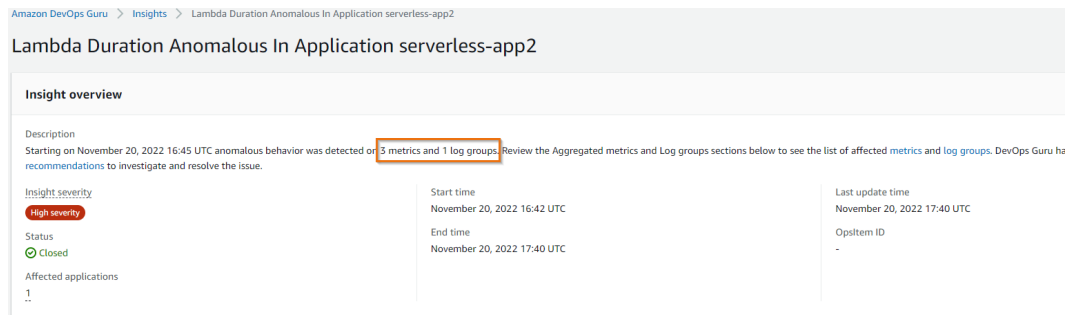 Amazon DevOps Guru > Insights > Lambda Duration Anomalous In Application serverless-app2
Lambda Duration Anomalous In Application serverless-app2
Insight overview
Description
Starting on November 20, 2022 16:45 UTC anomalous behavior was detected on 3 metrics and 1 log groups. Review the Aggregated metrics and Log groups sections below to see the list of affected metrics and log groups. DevOps Guru ha
recommendations to investigate and resolve the issue.
Insight severity
High severity
Status
Closed
Affected applications
1
Start time
November 20, 2022 16:42 UTC
End time
November 20, 2022 17:40 UTC
Last update time
November 20, 2022 17:40 UTC
OpsItem ID
-